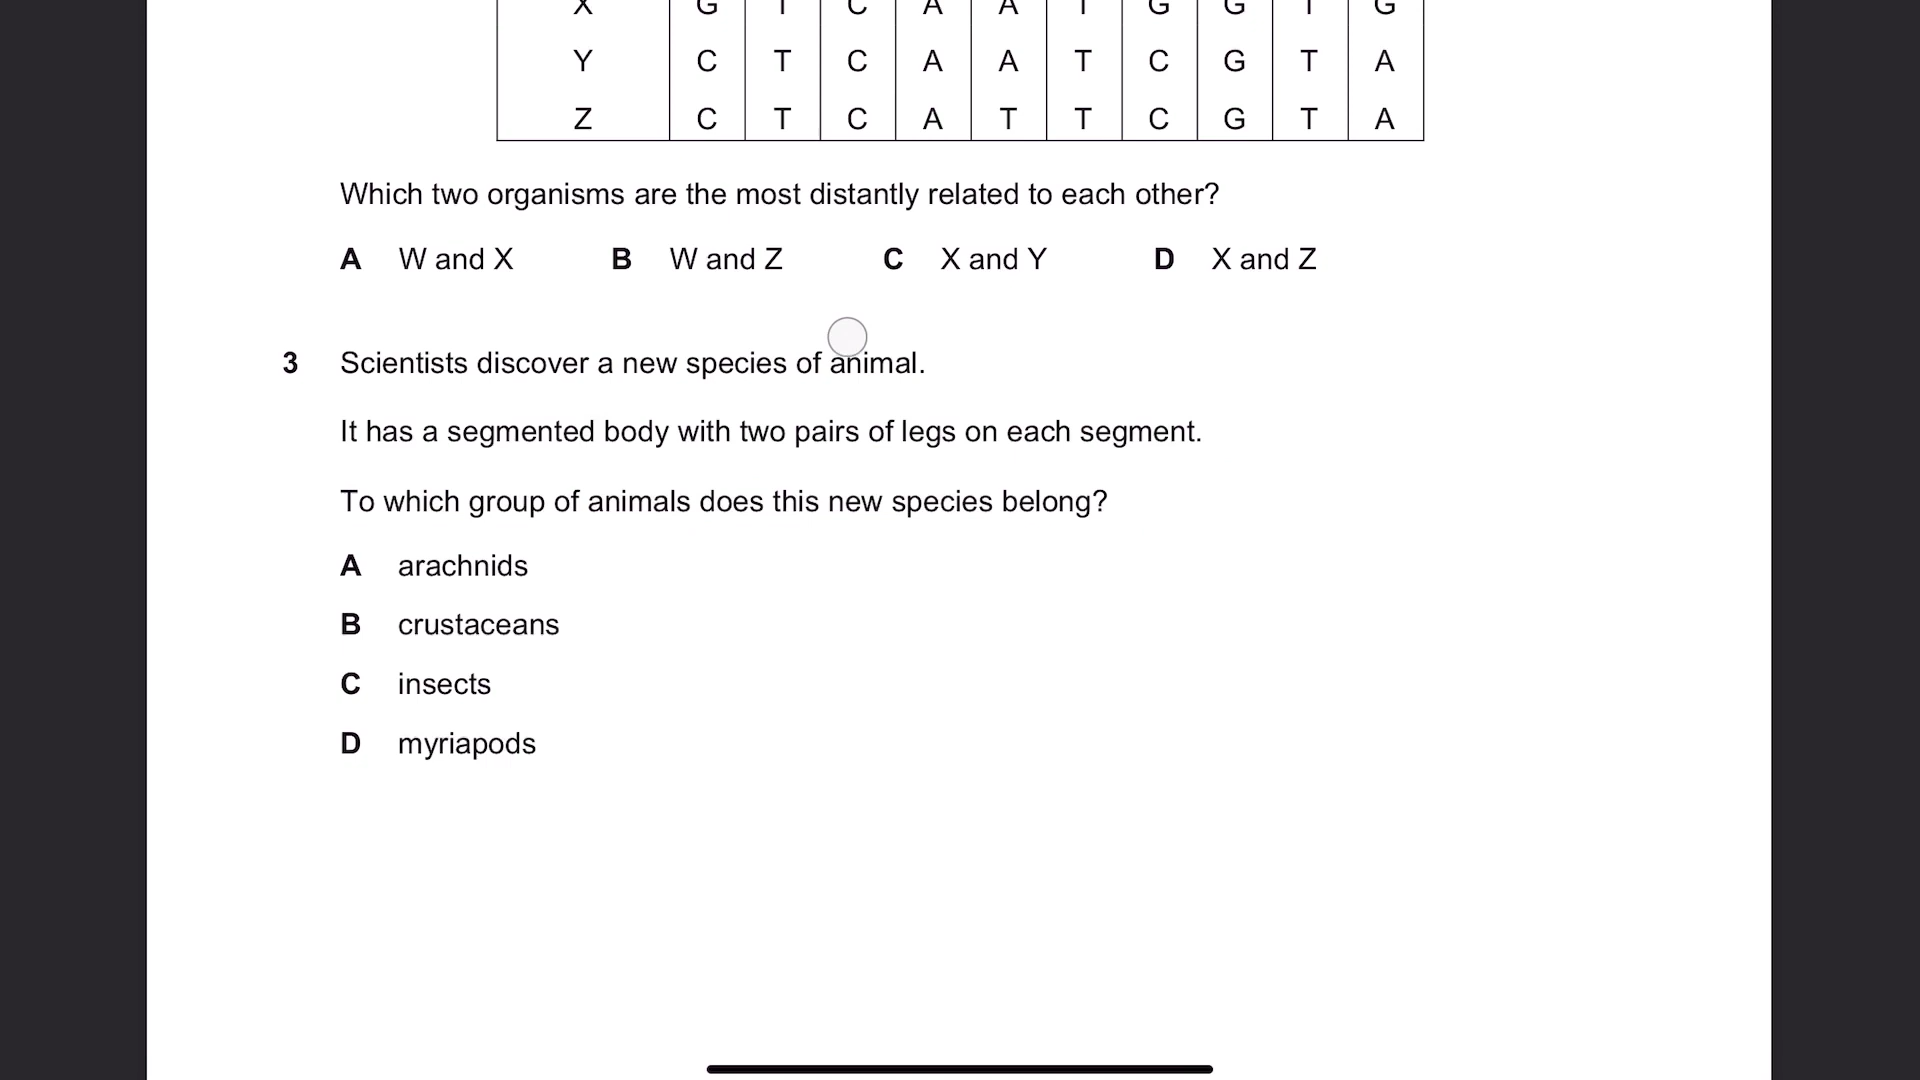 X G T C A A T G G T G
Y C T C A A T C G T A
Z C T C A T T C G T A
Which two organisms are the most distantly related to each other?
A W and X B W and Z C X and Y D X and Z
3 Scientists discover a new species of animal.
It has a segmented body with two pairs of legs on each segment.
To which group of animals does this new species belong?
A arachnids
B crustaceans
C insects
D myriapods